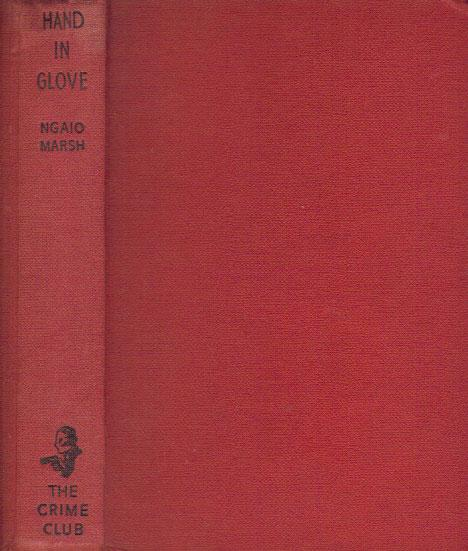 HAND
IN
GLOVE
NGAIO
MARSH
THE
CRIME
CLUB